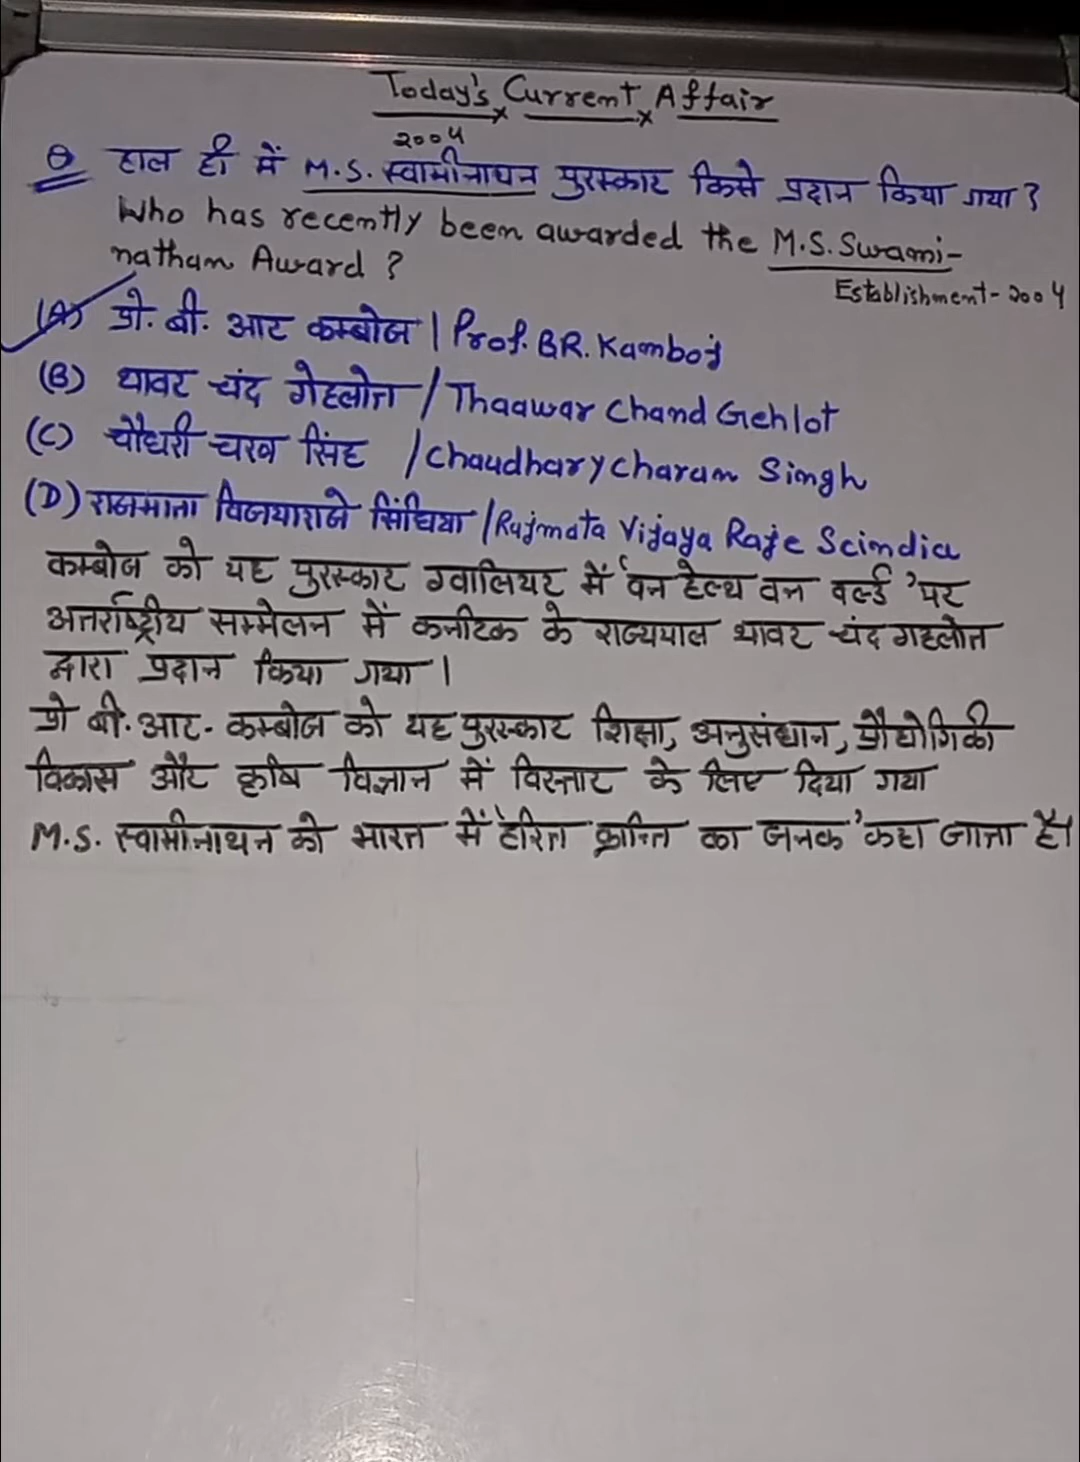 Today's Current Affair
2004
Q हाल ही में M.S. स्वामीनाथन पुरस्कार किसे प्रदान किया गया?
Who has recently been awarded the M.S. Swami-
nathan Award ?
Establishment-2004
(A) प्रो. बी. आर कम्बोज | Prof. B.R. Kamboj
(B) थावर चंद गेहलोत / Thaawar Chand Gehlot
(C) चौधरी चरण सिंह / Chaudhary Charan Singh
(D) राजमाता विजयाराजे सिंधिया / Rajmata Vijaya Raje Scindia
कम्बोज को यह पुरस्कार ग्वालियर में 'वन हेल्थ वन वर्ल्ड' पर
अन्तर्राष्ट्रीय सम्मेलन में कर्नाटक के राज्यपाल थावर चंद गहलोत
द्वारा प्रदान किया गया।
प्रो बी. आर. कम्बोज को यह पुरस्कार शिक्षा, अनुसंधान, प्रौद्योगिकी
विकास और कृषि विज्ञान में विस्तार के लिए दिया गया
M.S. स्वामीनाथन को भारत में 'हरित क्रान्ति का जनक' कहा जाता है।